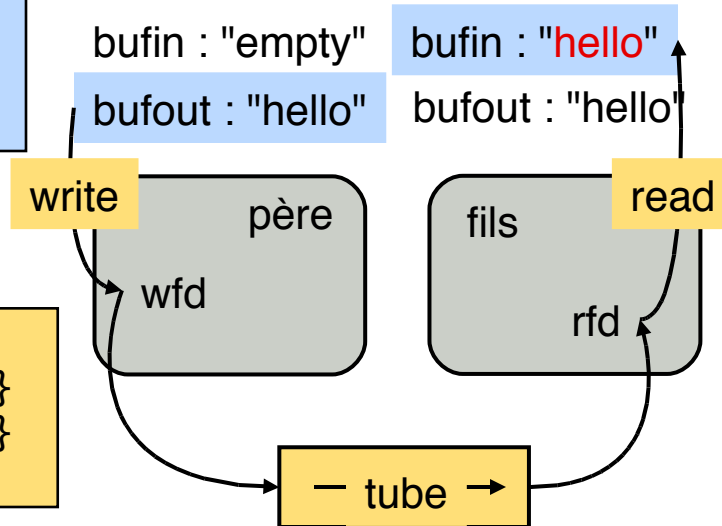 bufin : "empty"
bufin : "hello"
bufout : "hello"
bufout : "hello"
write
père
fils
read
wfd
rfd
tube